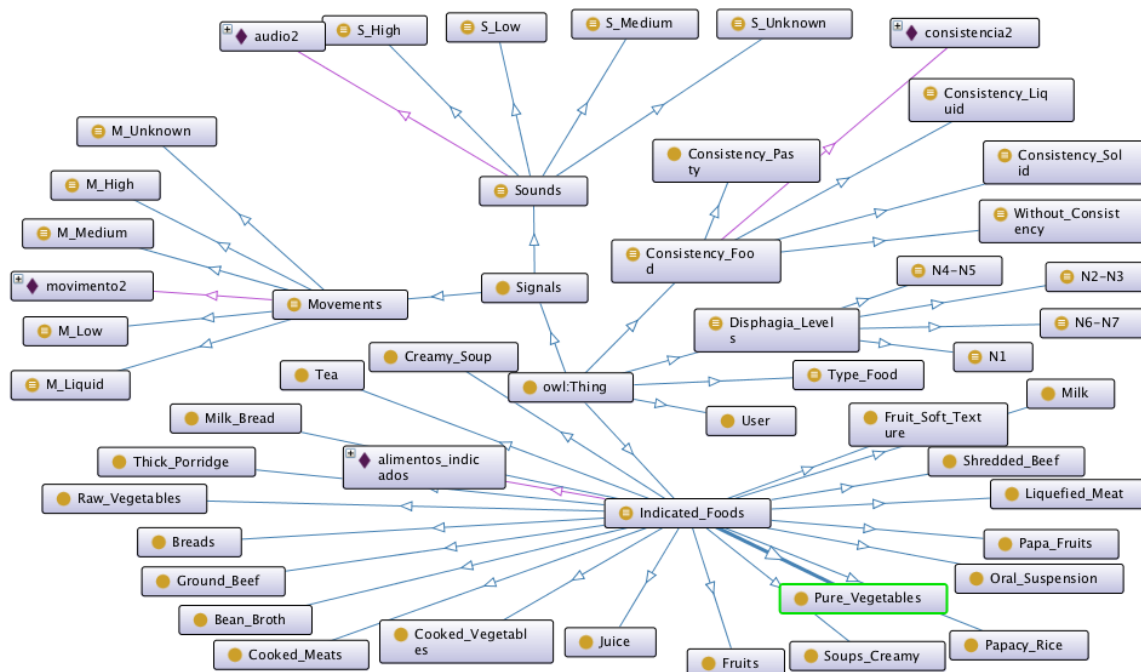 audio2
S_High
S_Low
S_Medium
S_Unknown
consistencia2
Consistency_Liq
uid
M_Unknown
Consistency_Pas
ty
Consistency_Sol
id
M_High
Sounds
Without_Consist
ency
M_Medium
Consistency_Foo
d
N4-N5
N2-N3
movimento2
Signals
Movements
M_Low
Disphagia_Level
s
N6-N7
N1
Creamy_Soup
Tea
M_Liquid
owl:Thing
Type_Food
Milk
Milk_Bread
User
Fruit_Soft_Text
ure
Thick_Porridge
alimentos_indic
ados
Shredded_Beef
Raw_Vegetables
Liquefied_Meat
Indicated_Foods
Breads
Papa_Fruits
Ground_Beef
Oral_Suspension
Pure_Vegetables
Bean_Broth
Cooked_Vegetabl
es
Juice
Cooked_Meats
Fruits
Soups_Creamy
Papacy_Rice